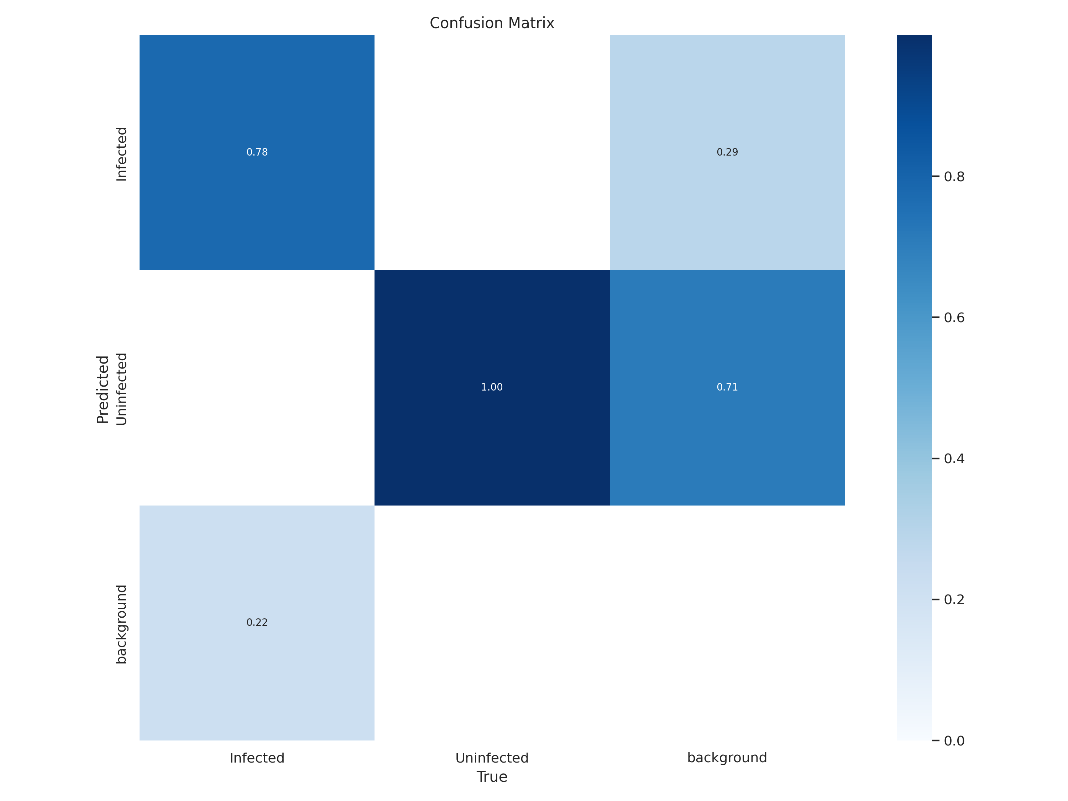 Confusion Matrix
Infected
0.78
0.29
0.8
Predicted
Uninfected
1.00
0.71
0.6
0.4
background
0.22
0.2
0.0
Infected
Uninfected
background
True